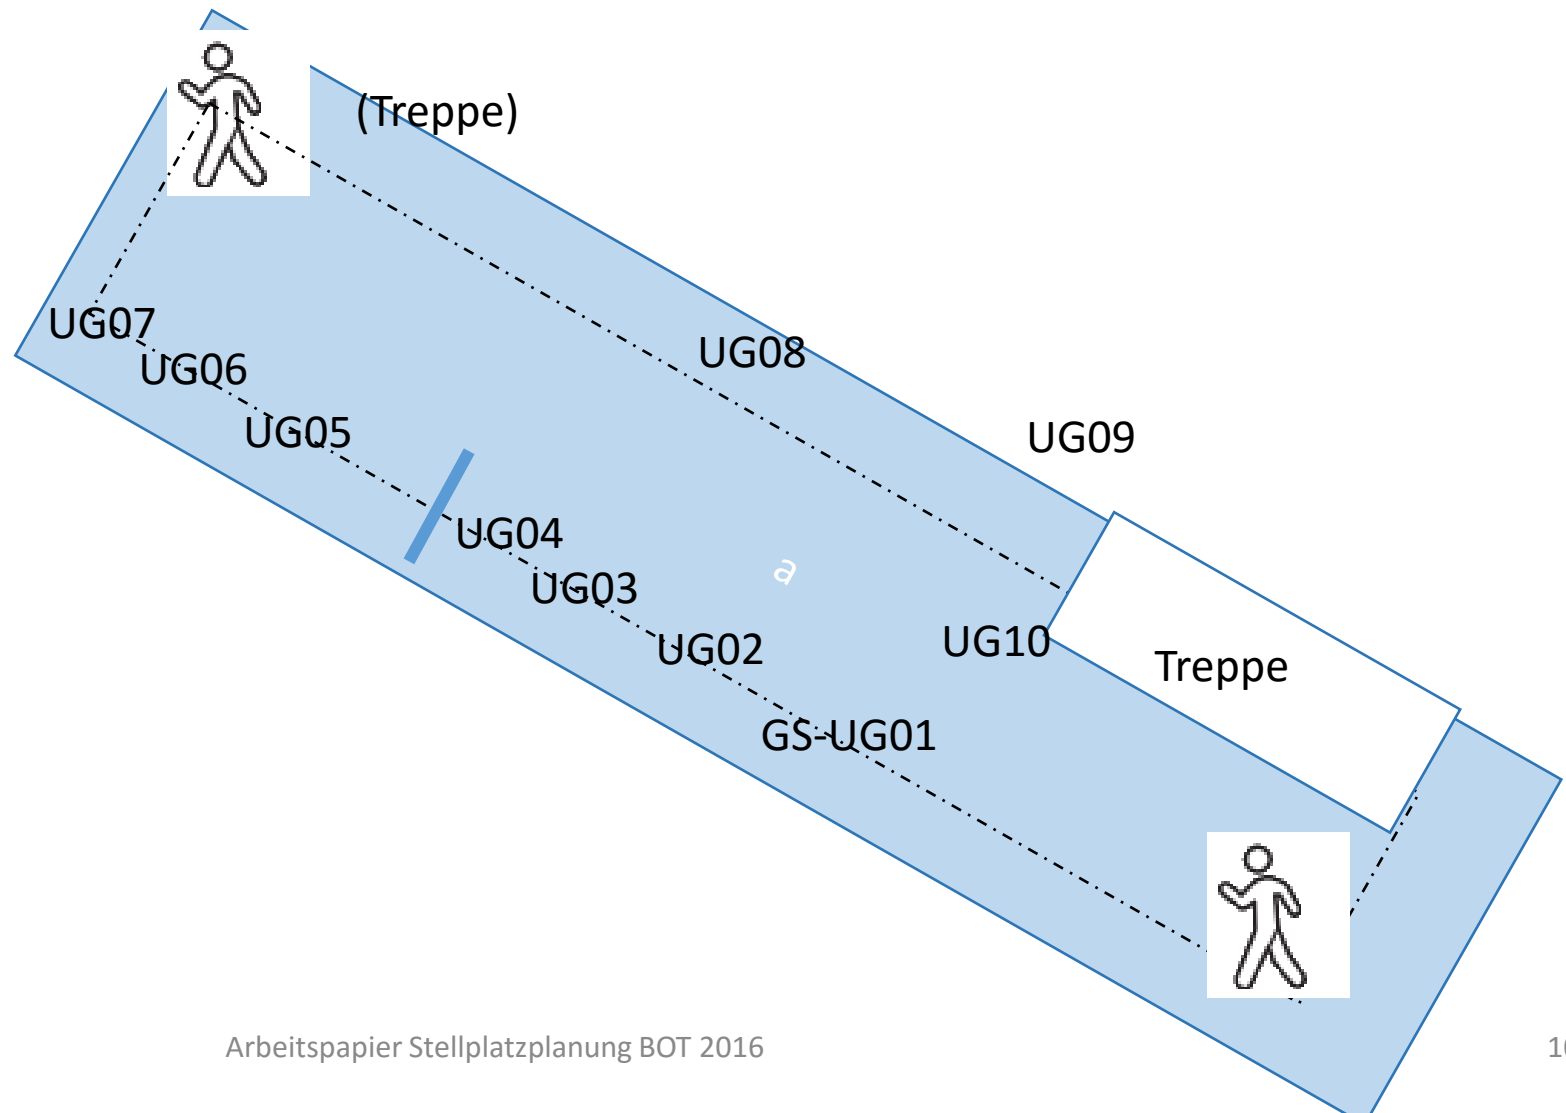 (Treppe)
UG07
UG06
UG08
UG05
UG09
UG04
a
UG03
UG02
UG10
Treppe
GS-UG01
Arbeitspapier Stellplatzplanung BOT 2016